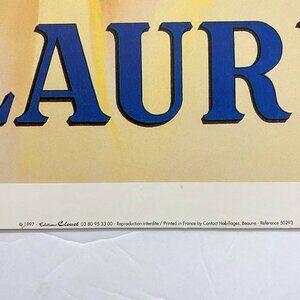 LAUR
© 1997 - Editions Clouet 03 80 95 33 00 - Reproduction interdite / Printed in France by Contact Habillages, Beaune - Référence 50293